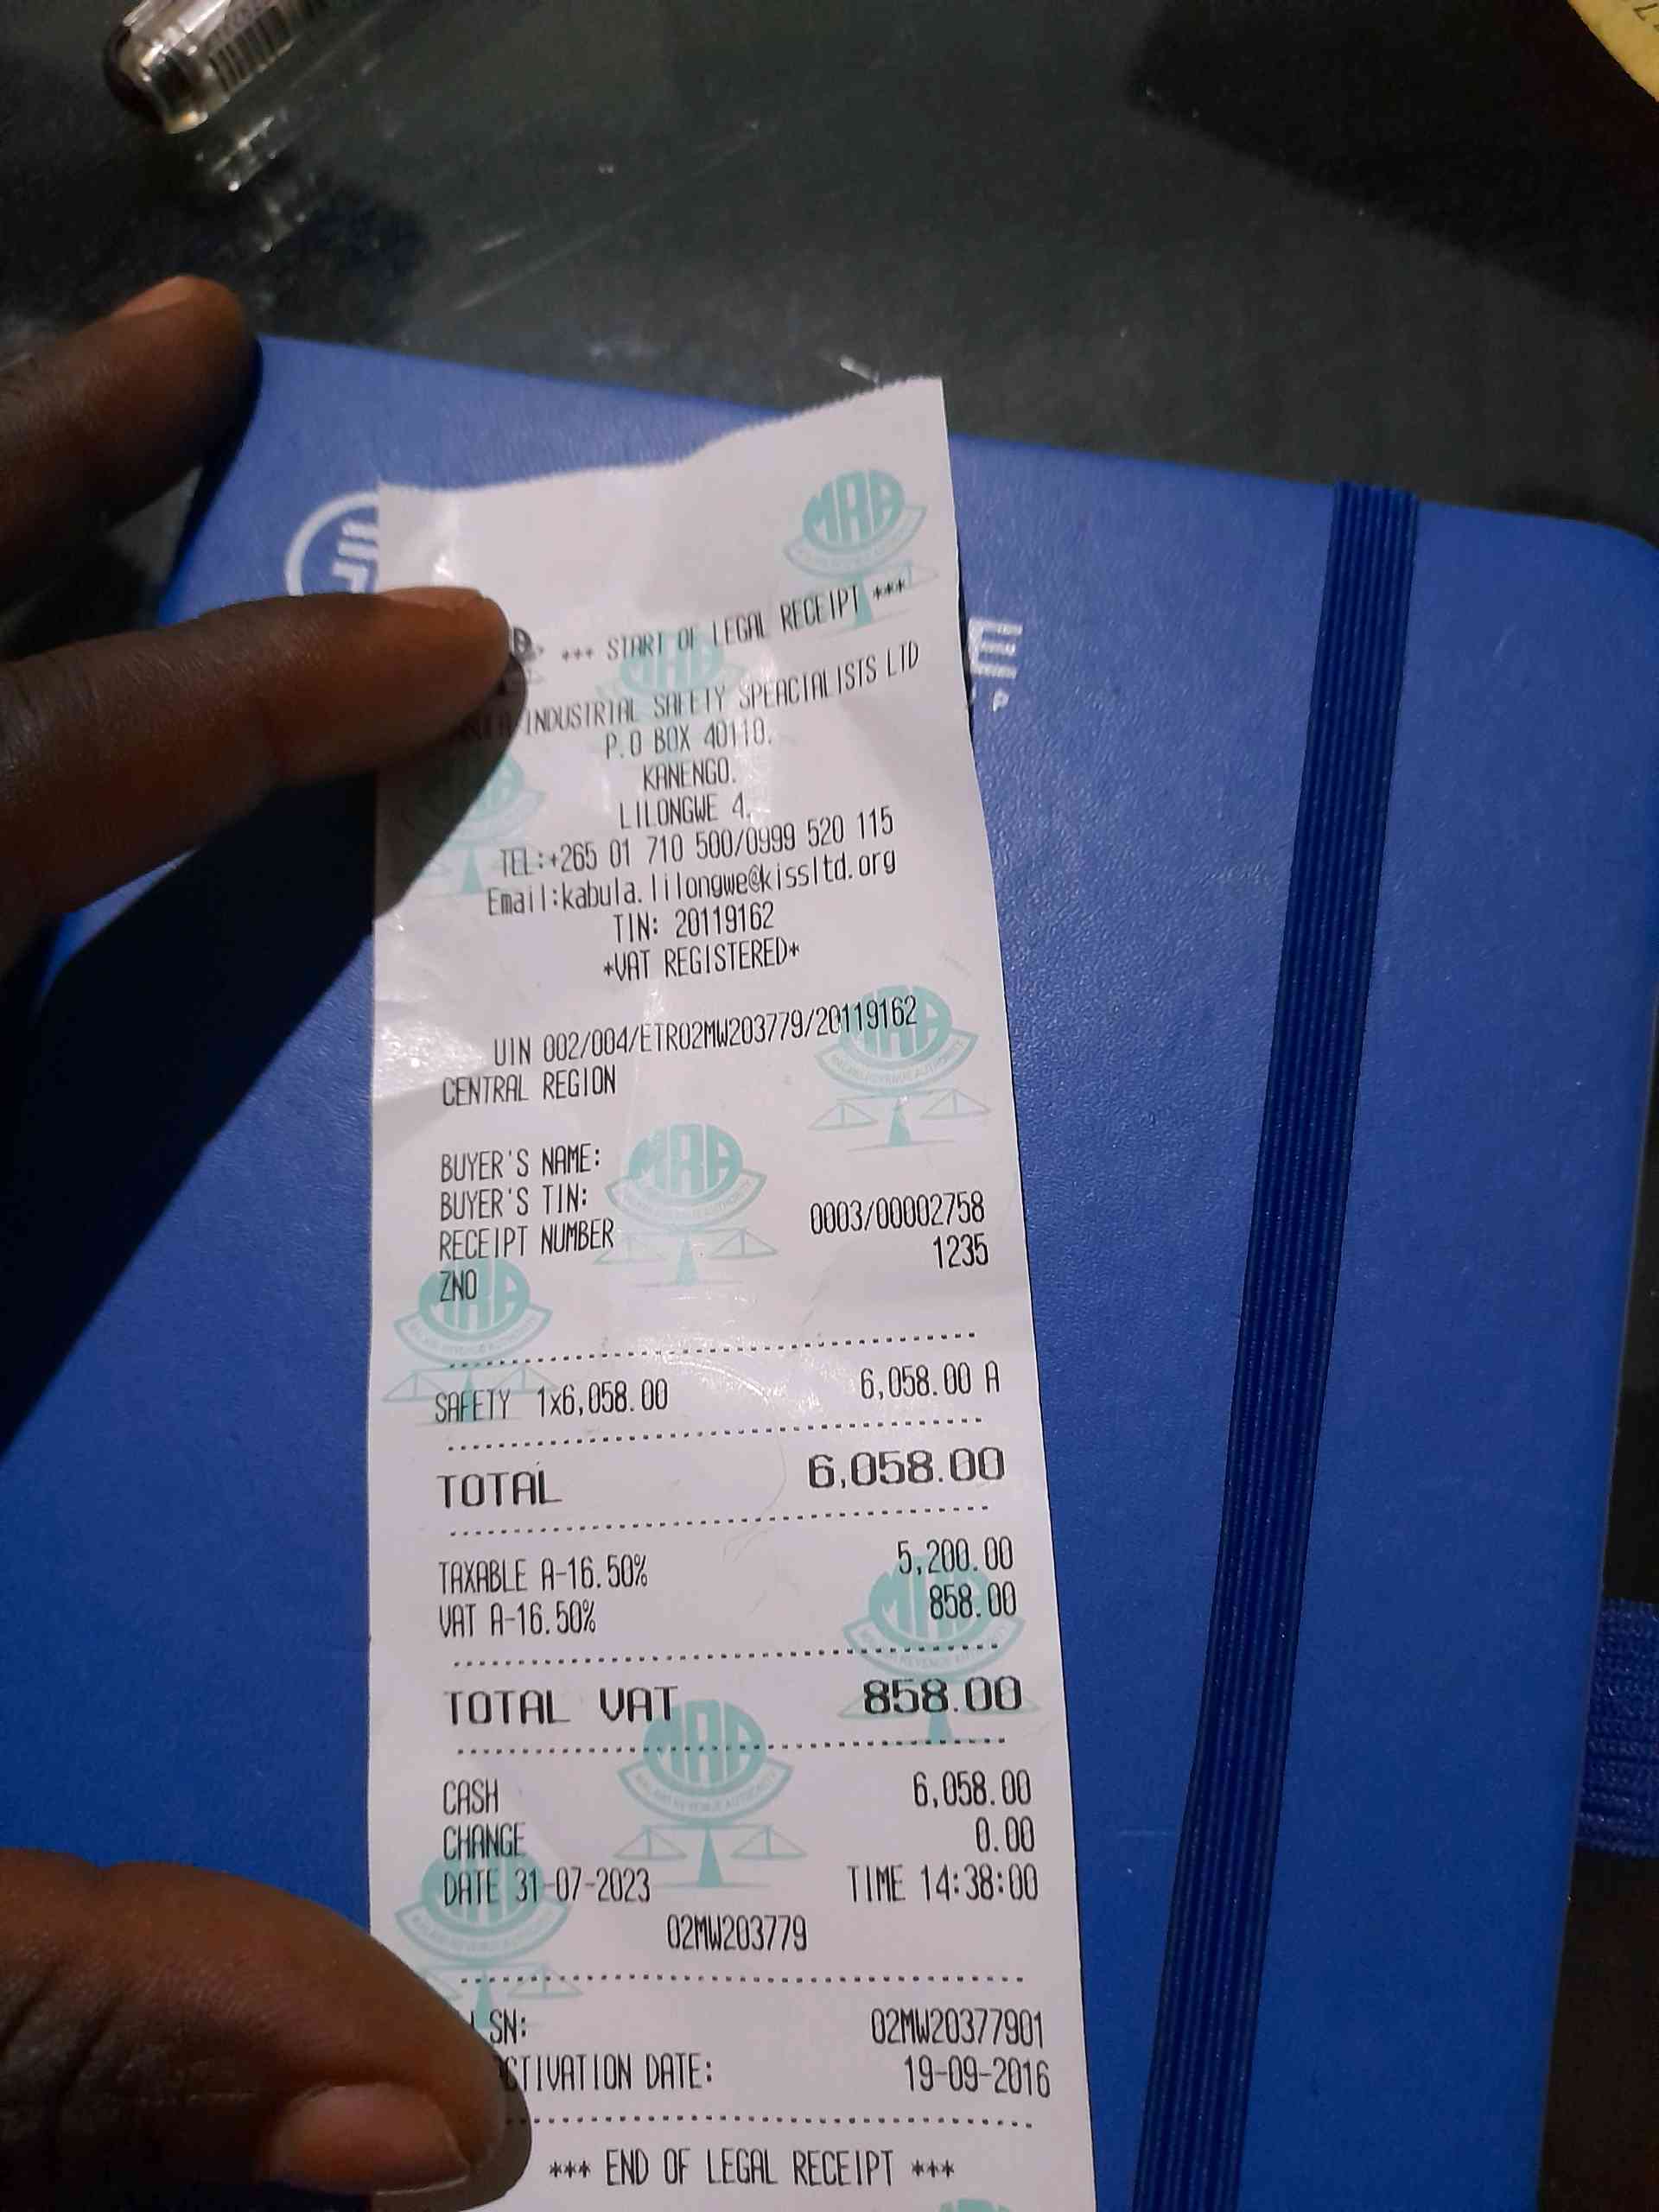 *** START OF LEGAL RECEIPT ***
INDUSTRIAL SAFETY SPEACIALISTS LTD
P.O BOX 40110.
KANENGO.
LILONGWE 4.
TEL:+265 01 710 500/0999 520 115
Email:kabula.lilongwe@kissltd.org
TIN: 20119162
*VAT REGISTERED*
UIN 002/004/ETR02MW203779/20119162
CENTRAL REGION
BUYER'S NAME:
BUYER'S TIN:
RECEIPT NUMBER 0003/00002758
ZNO 1235
SAFETY 1x6,058.00 6,058.00 A
TOTAL 6,058.00
TAXABLE A-16.50% 5,200.00
VAT A-16.50% 858.00
TOTAL VAT 858.00
CASH 6,058.00
CHANGE 0.00
DATE 31-07-2023 TIME 14:38:00
02MW203779
SN: 02MW20377901
CTIVATION DATE: 19-09-2016
*** END OF LEGAL RECEIPT ***
MRA
MALAWI REVENUE AUTHORITY